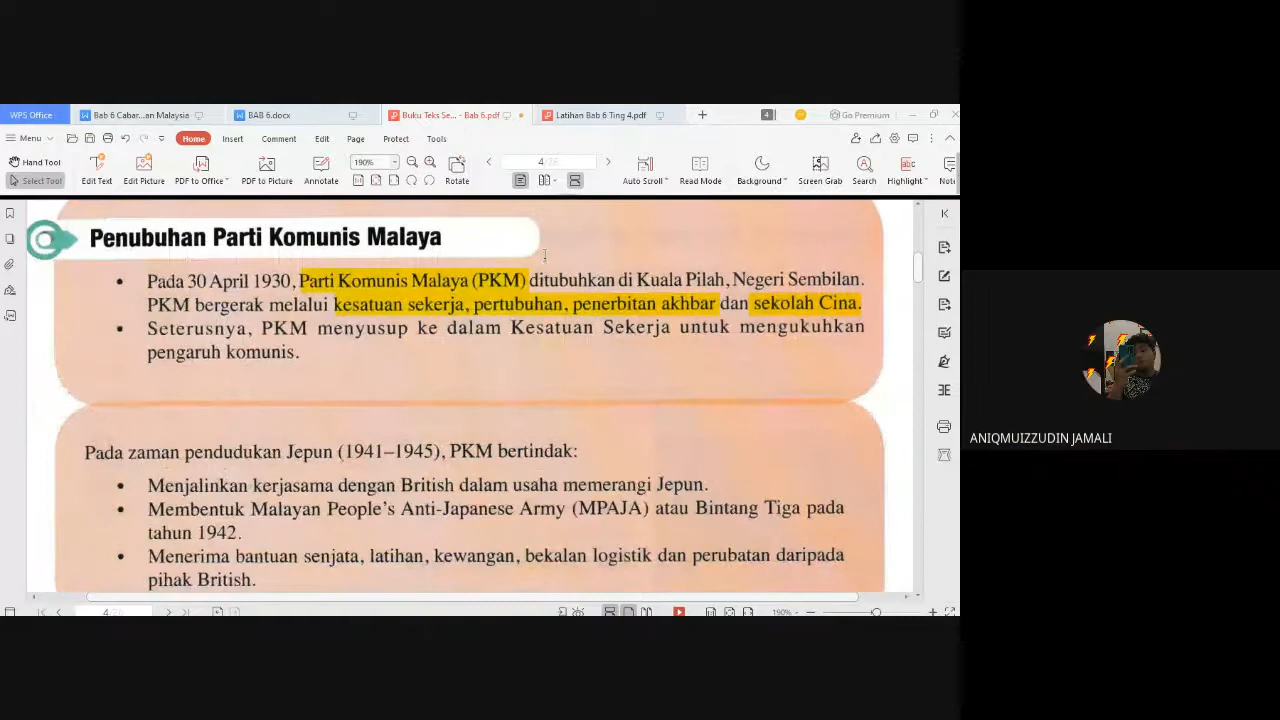 WPS Office
Bab 6 Cabar...an Malaysia
BAB 6.docx
Buku Teks Se... - Bab 6.pdf
Latihan Bab 6 Ting 4.pdf
4
Go Premium
Menu
Home
Insert
Comment
Edit
Page
Protect
Tools
Hand Tool
Select Tool
Edit Text
Edit Picture
PDF to Office
PDF to Picture
Annotate
190%
Rotate
Auto Scroll
Read Mode
Background
Screen Grab
Search
Highlight
Penubuhan Parti Komunis Malaya
• Pada 30 April 1930, Parti Komunis Malaya (PKM) ditubuhkan di Kuala Pilah, Negeri Sembilan.
PKM bergerak melalui kesatuan sekerja, pertubuhan, penerbitan akhbar dan sekolah Cina.
• Seterusnya, PKM menyusup ke dalam Kesatuan Sekerja untuk mengukuhkan
pengaruh komunis.
Pada zaman pendudukan Jepun (1941–1945), PKM bertindak:
• Menjalinkan kerjasama dengan British dalam usaha memerangi Jepun.
• Membentuk Malayan People's Anti-Japanese Army (MPAJA) atau Bintang Tiga pada
tahun 1942.
• Menerima bantuan senjata, latihan, kewangan, bekalan logistik dan perubatan daripada
pihak British.
190%
ANIQMUIZZUDIN JAMALI